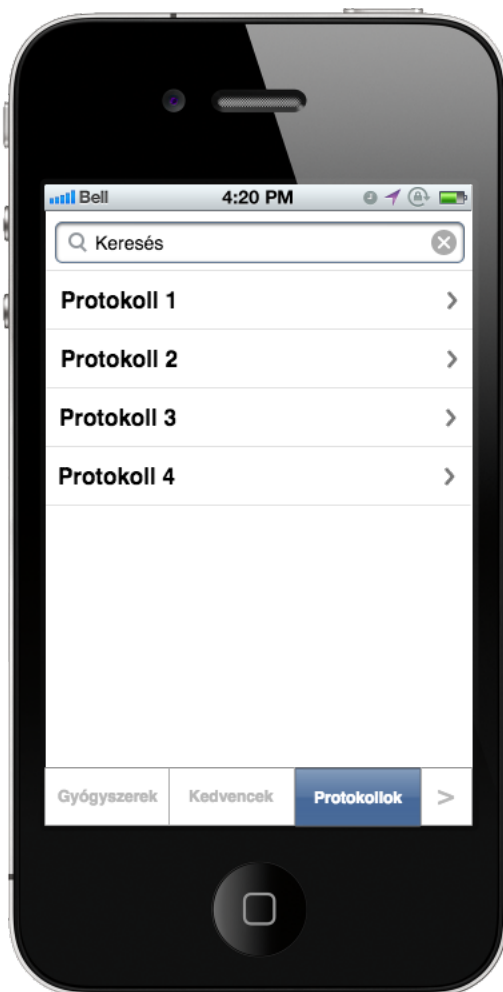 Bell 4:20 PM
Keresés
Protokoll 1
Protokoll 2
Protokoll 3
Protokoll 4
Gyógyszerek Kedvencek Protokollok >